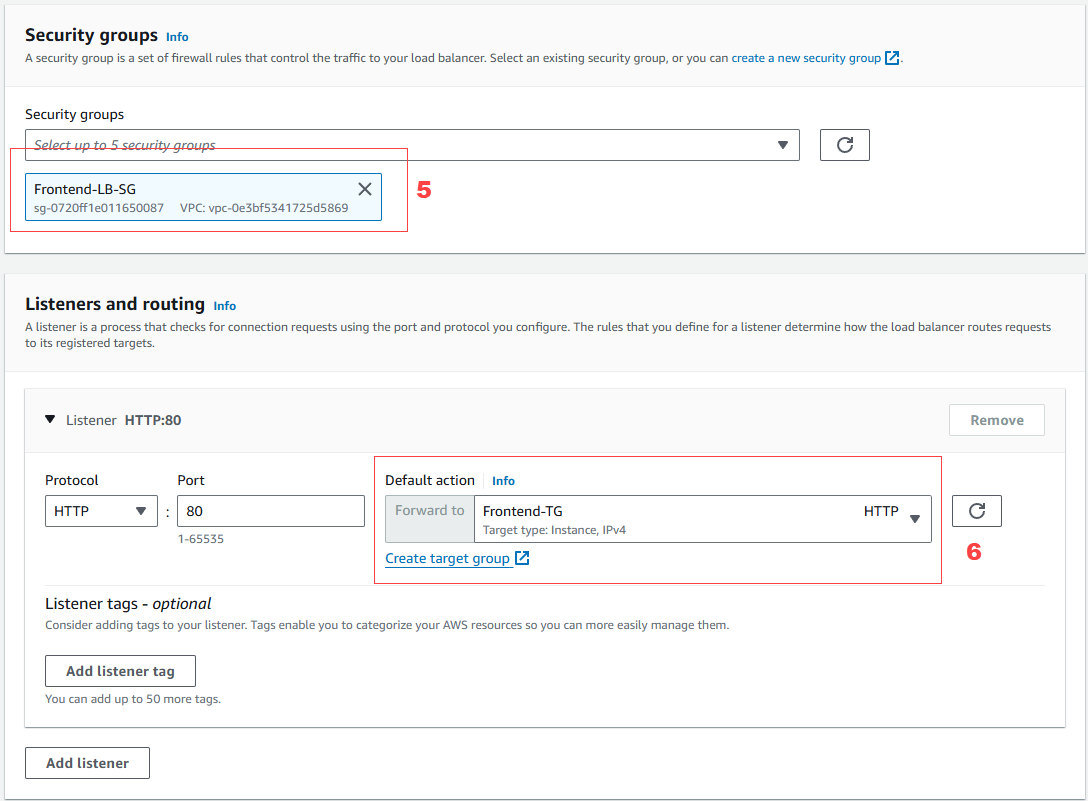 Security groups Info
A security group is a set of firewall rules that control the traffic to your load balancer. Select an existing security group, or you can create a new security group .
Security groups
Select up to 5 security groups
Frontend-LB-SG
sg-0720ff1e011650087 VPC: vpc-0e3bf5341725d5869
5
Listeners and routing Info
A listener is a process that checks for connection requests using the port and protocol you configure. The rules that you define for a listener determine how the load balancer routes requests
to its registered targets.
Listener HTTP:80
Remove
Protocol Port Default action Info
HTTP : 80 Forward to Frontend-TG HTTP
1-65535 Target type: Instance, IPv4
Create target group
6
Listener tags - optional
Consider adding tags to your listener. Tags enable you to categorize your AWS resources so you can more easily manage them.
Add listener tag
You can add up to 50 more tags.
Add listener